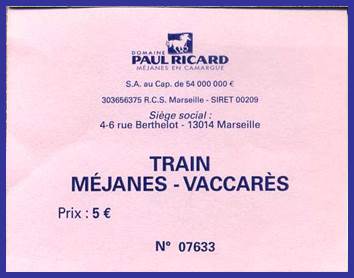 DOMAINE
PAUL RICARD
MÉJANES EN CAMARGUE
S.A. au Cap. de 54 000 000 €
303656375 R.C.S. Marseille - SIRET 00209
Siège social :
4-6 rue Berthelot - 13014 Marseille
TRAIN
MÉJANES - VACCARÈS
Prix : 5 €
N° 07633